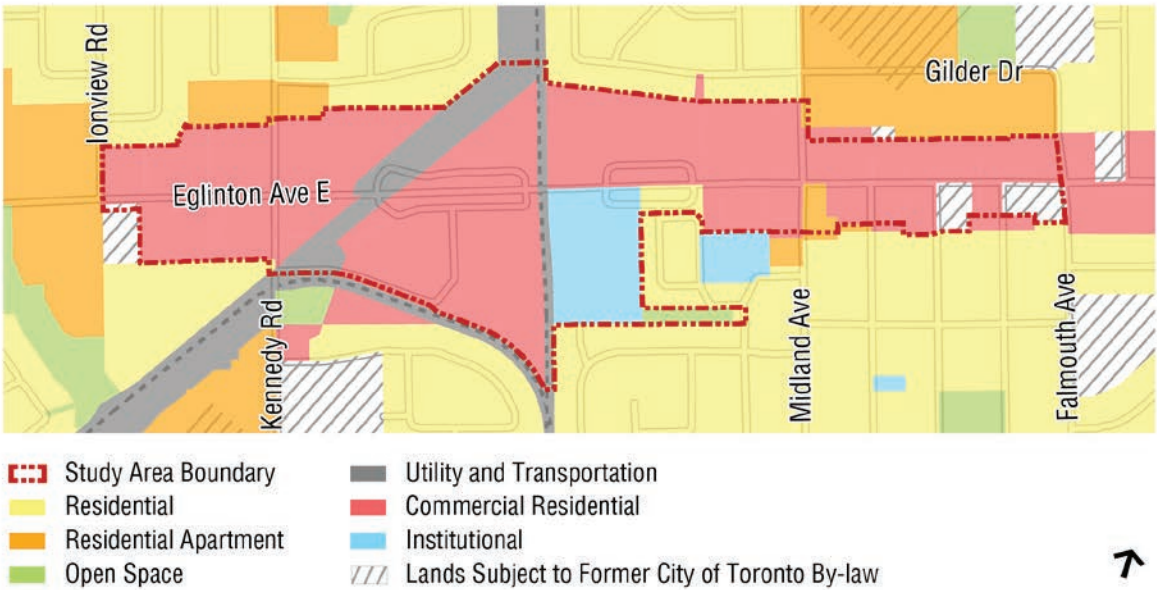 Ionview Rd
Gilder Dr
Eglinton Ave E
Kennedy Rd
Midland Ave
Falmouth Ave
Study Area Boundary
Residential
Residential Apartment
Open Space
Utility and Transportation
Commercial Residential
Institutional
Lands Subject to Former City of Toronto By-law